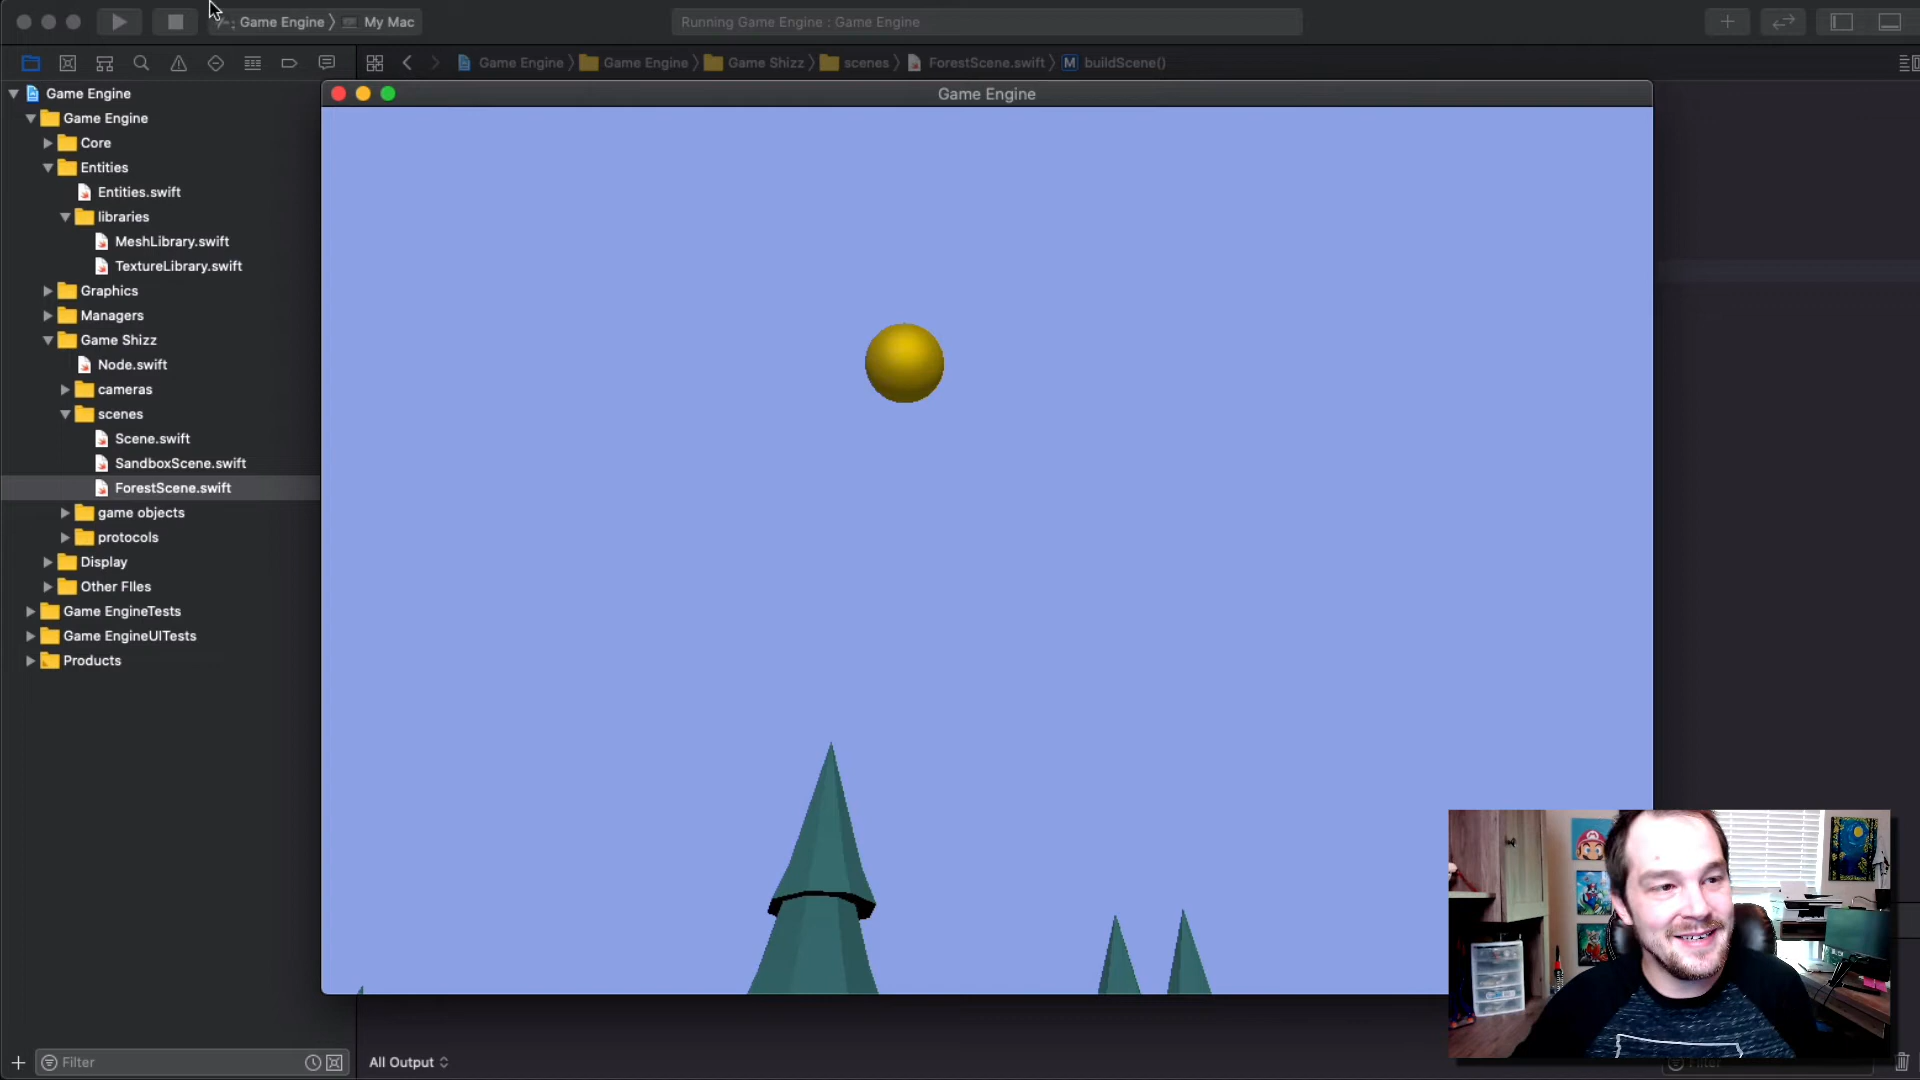 Game Engine 〉 My Mac
Running Game Engine : Game Engine
Game Engine 〉 Game Engine 〉 Game Shizz 〉 scenes 〉 ForestScene.swift 〉 M buildScene()
Game Engine
Game Engine
Game Engine
Core
Entities
Entities.swift
libraries
MeshLibrary.swift
TextureLibrary.swift
Graphics
Managers
Game Shizz
Node.swift
cameras
scenes
Scene.swift
SandboxScene.swift
ForestScene.swift
game objects
protocols
Display
Other FIles
Game EngineTests
Game EngineUITests
Products
Filter
All Output
Filter